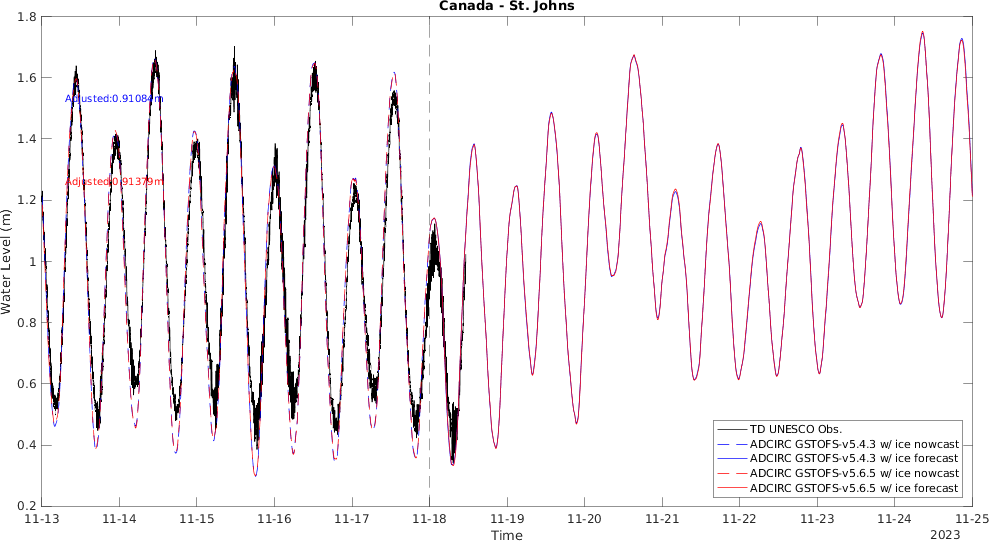 Canada - St. Johns
1.8
1.6
Adjusted:0.91084m
1.4
Adjusted:0.91379m
1.2
Water Level (m)
1
0.8
0.6
0.4
0.2
TD UNESCO Obs.
ADCIRC GSTOFS-v5.4.3 w/ ice nowcast
ADCIRC GSTOFS-v5.4.3 w/ ice forecast
ADCIRC GSTOFS-v5.6.5 w/ ice nowcast
ADCIRC GSTOFS-v5.6.5 w/ ice forecast
11-13 11-14 11-15 11-16 11-17 11-18 11-19 11-20 11-21 11-22 11-23 11-24 11-25
Time
2023